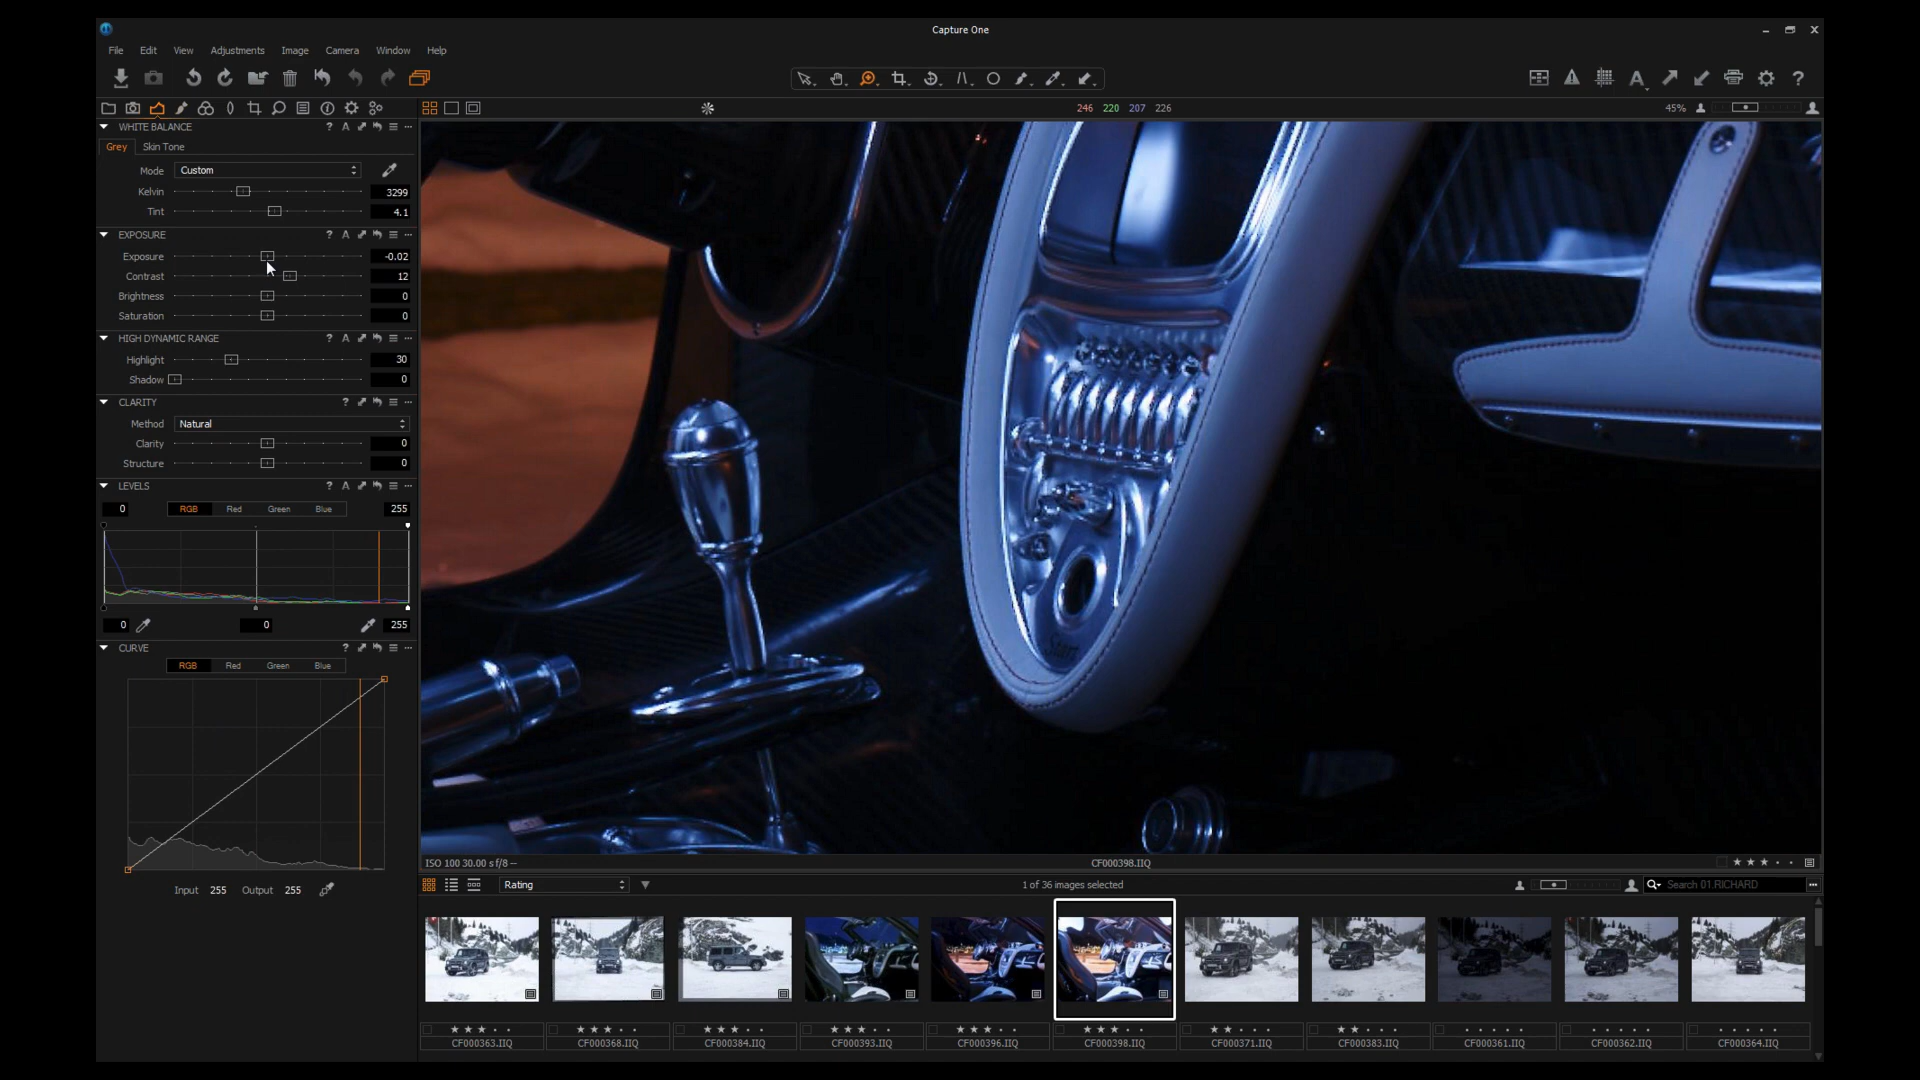 Capture One
File Edit View Adjustments Image Camera Window Help
246 220 207 226
45%
WHITE BALANCE
Grey Skin Tone
Mode Custom
Kelvin 3299
Tint 4.1
EXPOSURE
Exposure -0.02
Contrast 12
Brightness 0
Saturation 0
HIGH DYNAMIC RANGE
Highlight 30
Shadow 0
CLARITY
Method Natural
Clarity 0
Structure 0
LEVELS
0 RGB Red Green Blue 255
0 0 255
CURVE
RGB Red Green Blue
Input 255 Output 255
Start
ISO 100 30.00 s f/8 --
CF000398.IIQ
Rating
1 of 36 images selected
Search 01.RICHARD
CF000363.IIQ CF000368.IIQ CF000384.IIQ CF000393.IIQ CF000396.IIQ CF000398.IIQ CF000371.IIQ CF000383.IIQ CF000361.IIQ CF000362.IIQ CF000364.IIQ